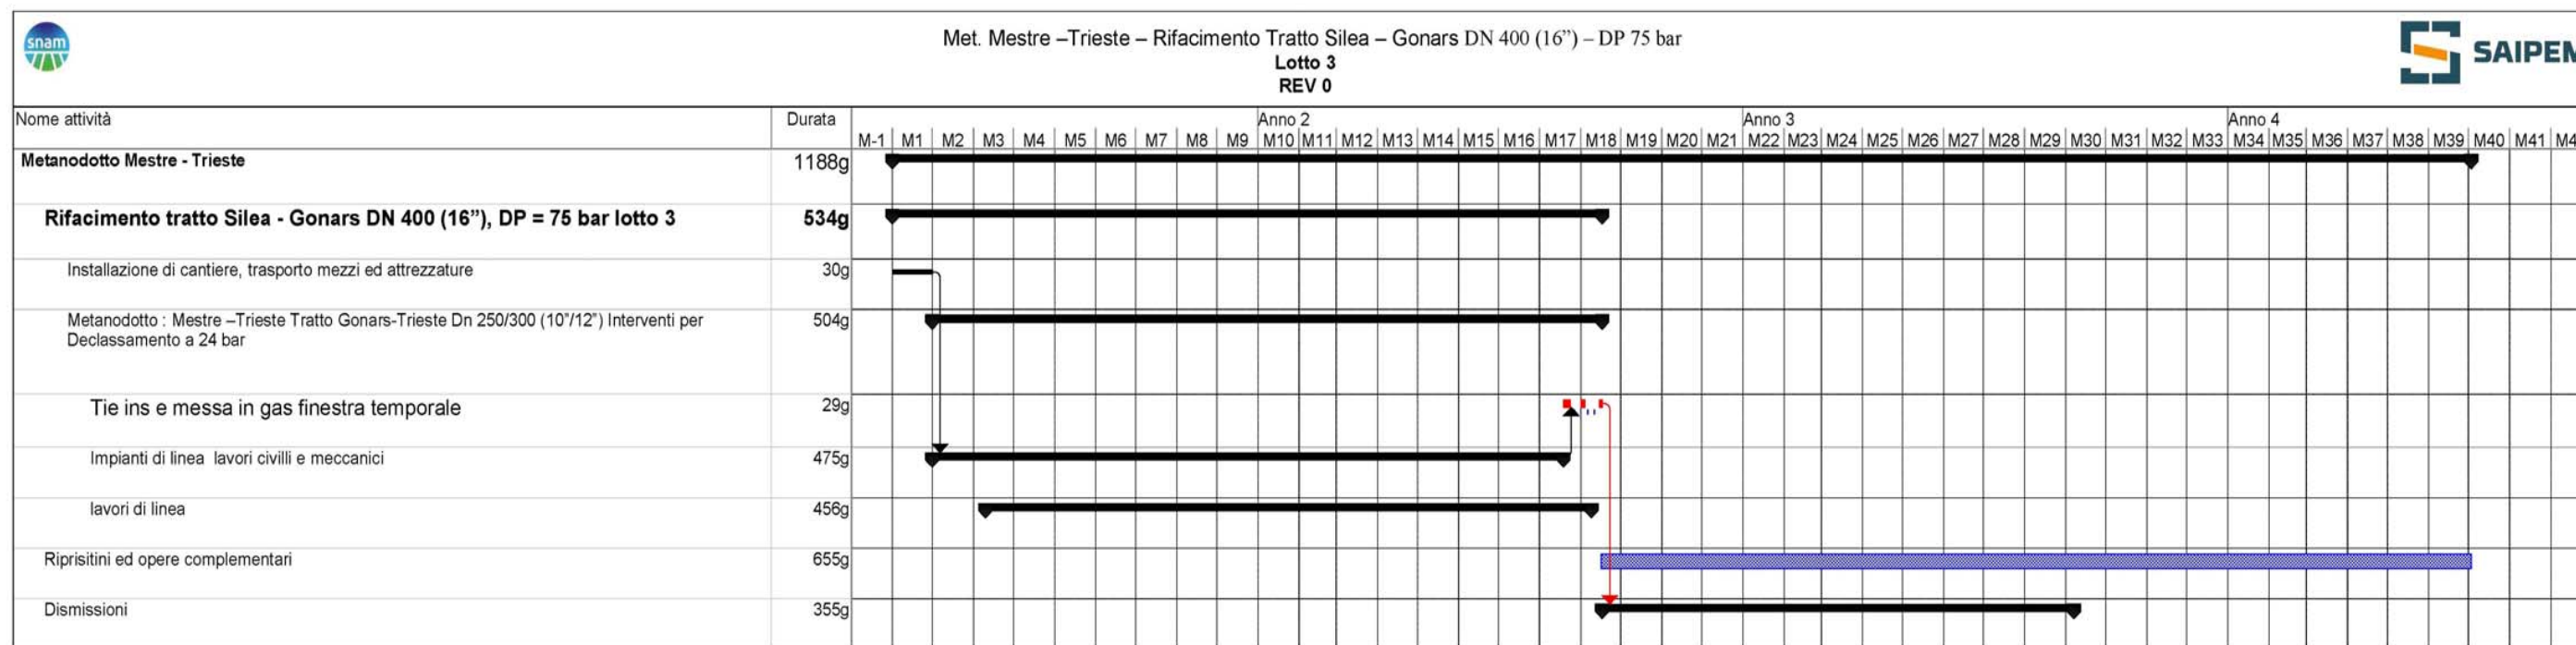 snam
Met. Mestre –Trieste – Rifacimento Tratto Silea – Gonars DN 400 (16”) – DP 75 bar
Lotto 3
REV 0
SAIPEM
Nome attività Durata Anno 2 Anno 3 Anno 4
M-1 M1 M2 M3 M4 M5 M6 M7 M8 M9 M10 M11 M12 M13 M14 M15 M16 M17 M18 M19 M20 M21 M22 M23 M24 M25 M26 M27 M28 M29 M30 M31 M32 M33 M34 M35 M36 M37 M38 M39 M40 M41 M4
Metanodotto Mestre - Trieste 1188g
Rifacimento tratto Silea - Gonars DN 400 (16”), DP = 75 bar lotto 3 534g
Installazione di cantiere, trasporto mezzi ed attrezzature 30g
Metanodotto : Mestre –Trieste Tratto Gonars-Trieste Dn 250/300 (10”/12”) Interventi per 504g
Declassamento a 24 bar
Tie ins e messa in gas finestra temporale 29g
Impianti di linea lavori civilli e meccanici 475g
lavori di linea 456g
Riprisitini ed opere complementari 655g
Dismissioni 355g